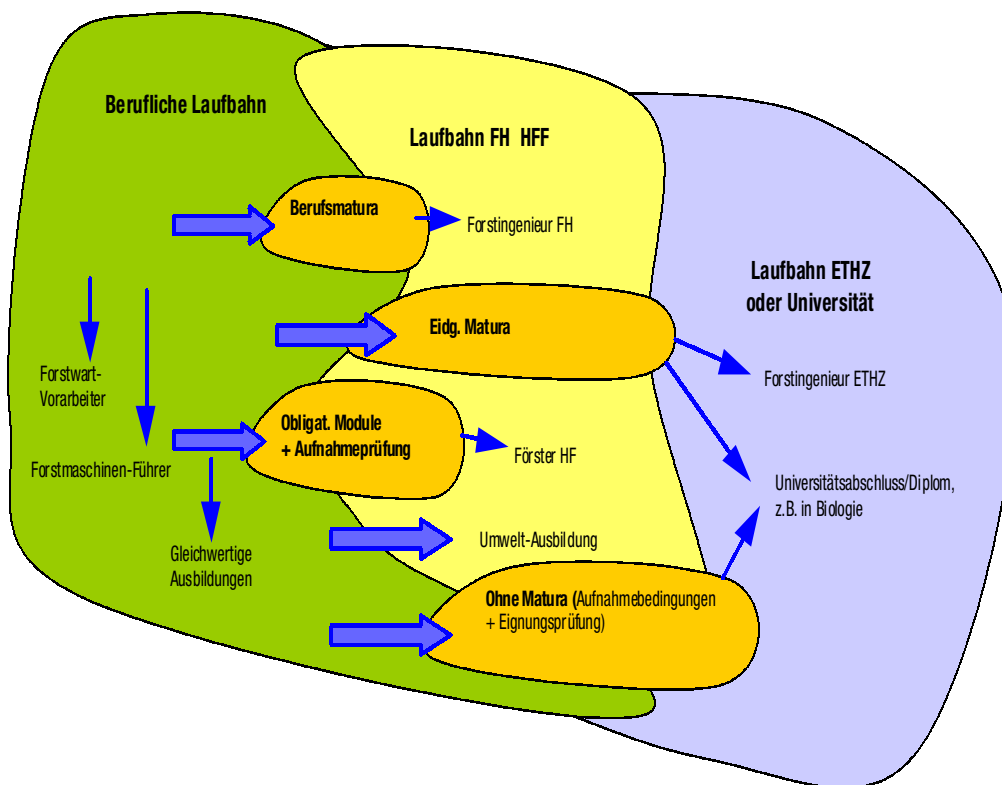 Berufliche Laufbahn
Laufbahn FH HFF
Laufbahn ETHZ
oder Universität
Berufsmatura
Forstingenieur FH
Eidg. Matura
Forstingenieur ETHZ
Forstwart-
Vorarbeiter
Obligat. Module
+ Aufnahmeprüfung
Förster HF
Forstmaschinen-Führer
Universitätsabschluss/Diplom,
z.B. in Biologie
Umwelt-Ausbildung
Gleichwertige
Ausbildungen
Ohne Matura (Aufnahmebedingungen
+ Eignungsprüfung)